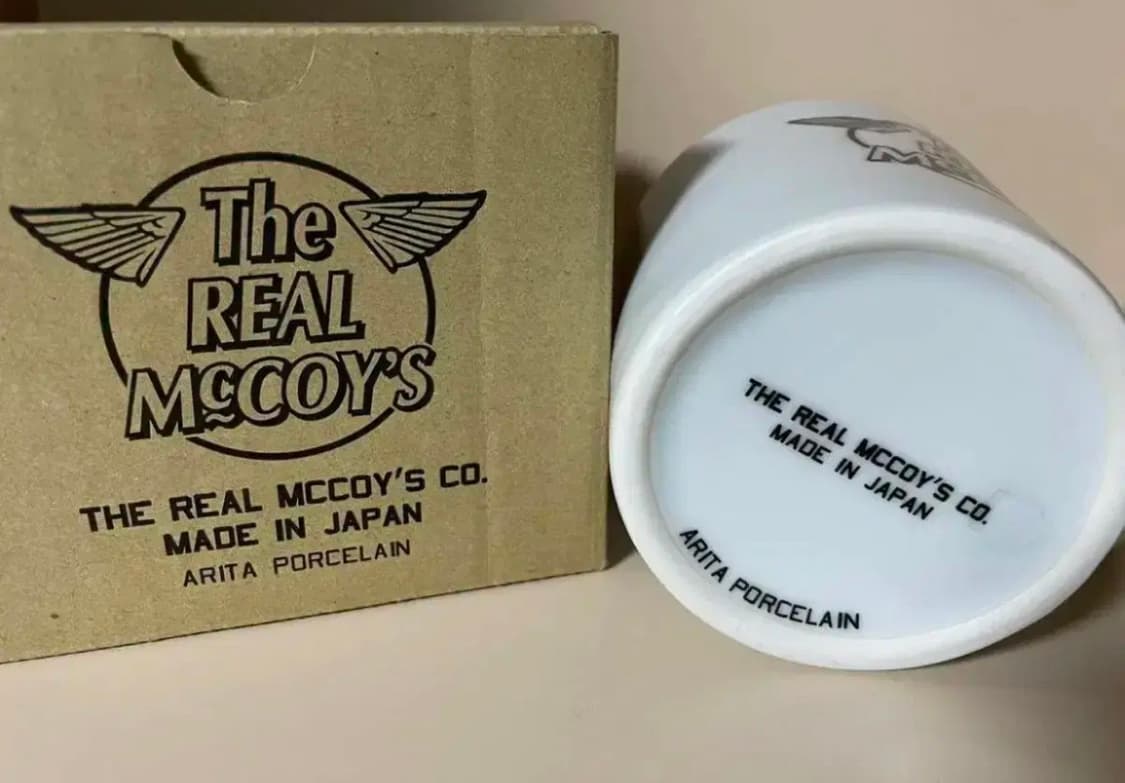 The
REAL
McCOY'S
THE REAL MCCOY'S CO.
MADE IN JAPAN
ARITA PORCELAIN
THE REAL MCCOY'S CO.
MADE IN JAPAN
ARITA PORCELAIN